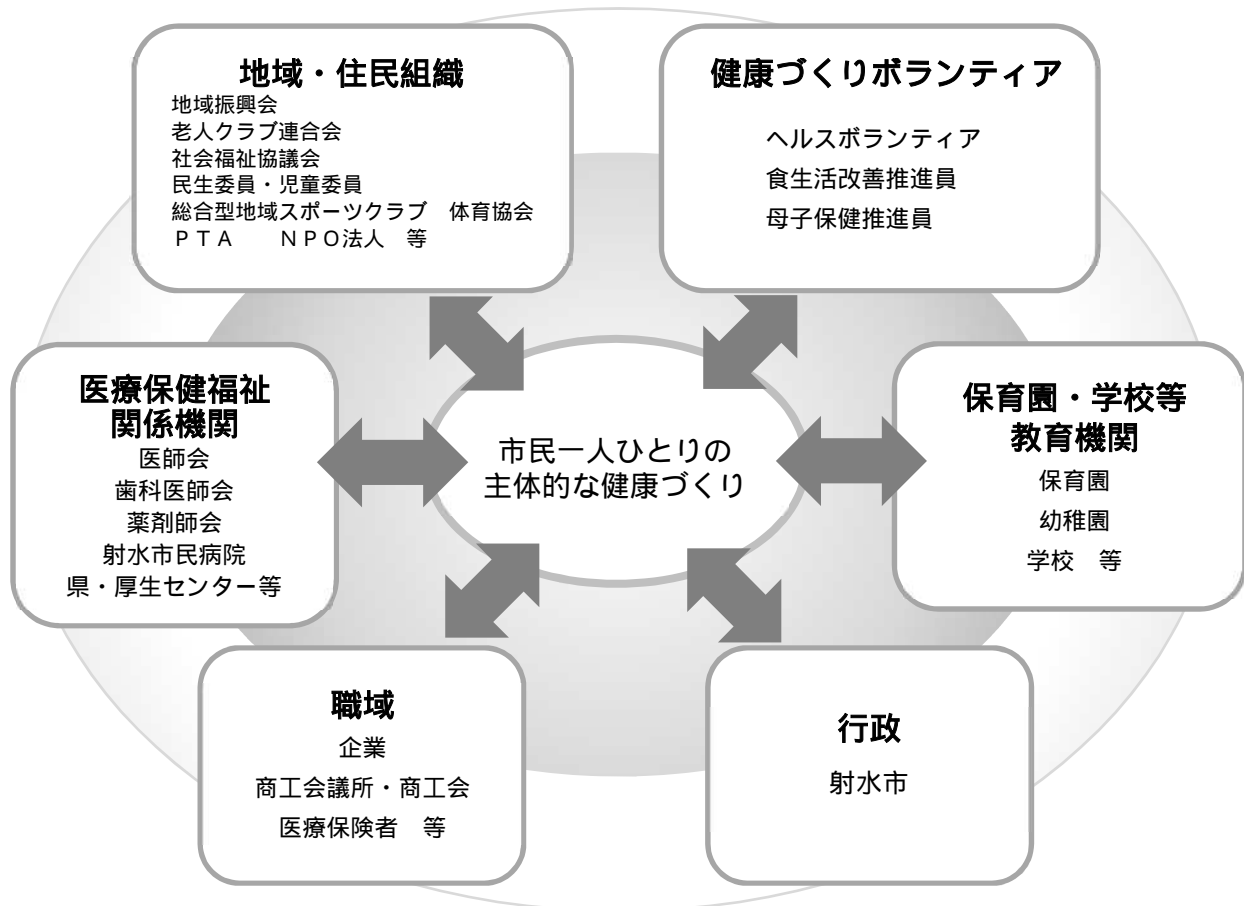 地域・住民組織
地域振興会
老人クラブ連合会
社会福祉協議会
民生委員・児童委員
総合型地域スポーツクラブ　体育協会
ＰＴＡ　　ＮＰＯ法人　等
健康づくりボランティア
ヘルスボランティア
食生活改善推進員
母子保健推進員
医療保健福祉
関係機関
医師会
歯科医師会
薬剤師会
射水市民病院
県・厚生センター等
市民一人ひとりの
主体的な健康づくり
保育園・学校等
教育機関
保育園
幼稚園
学校　等
職域
企業
商工会議所・商工会
医療保険者　等
行政
射水市